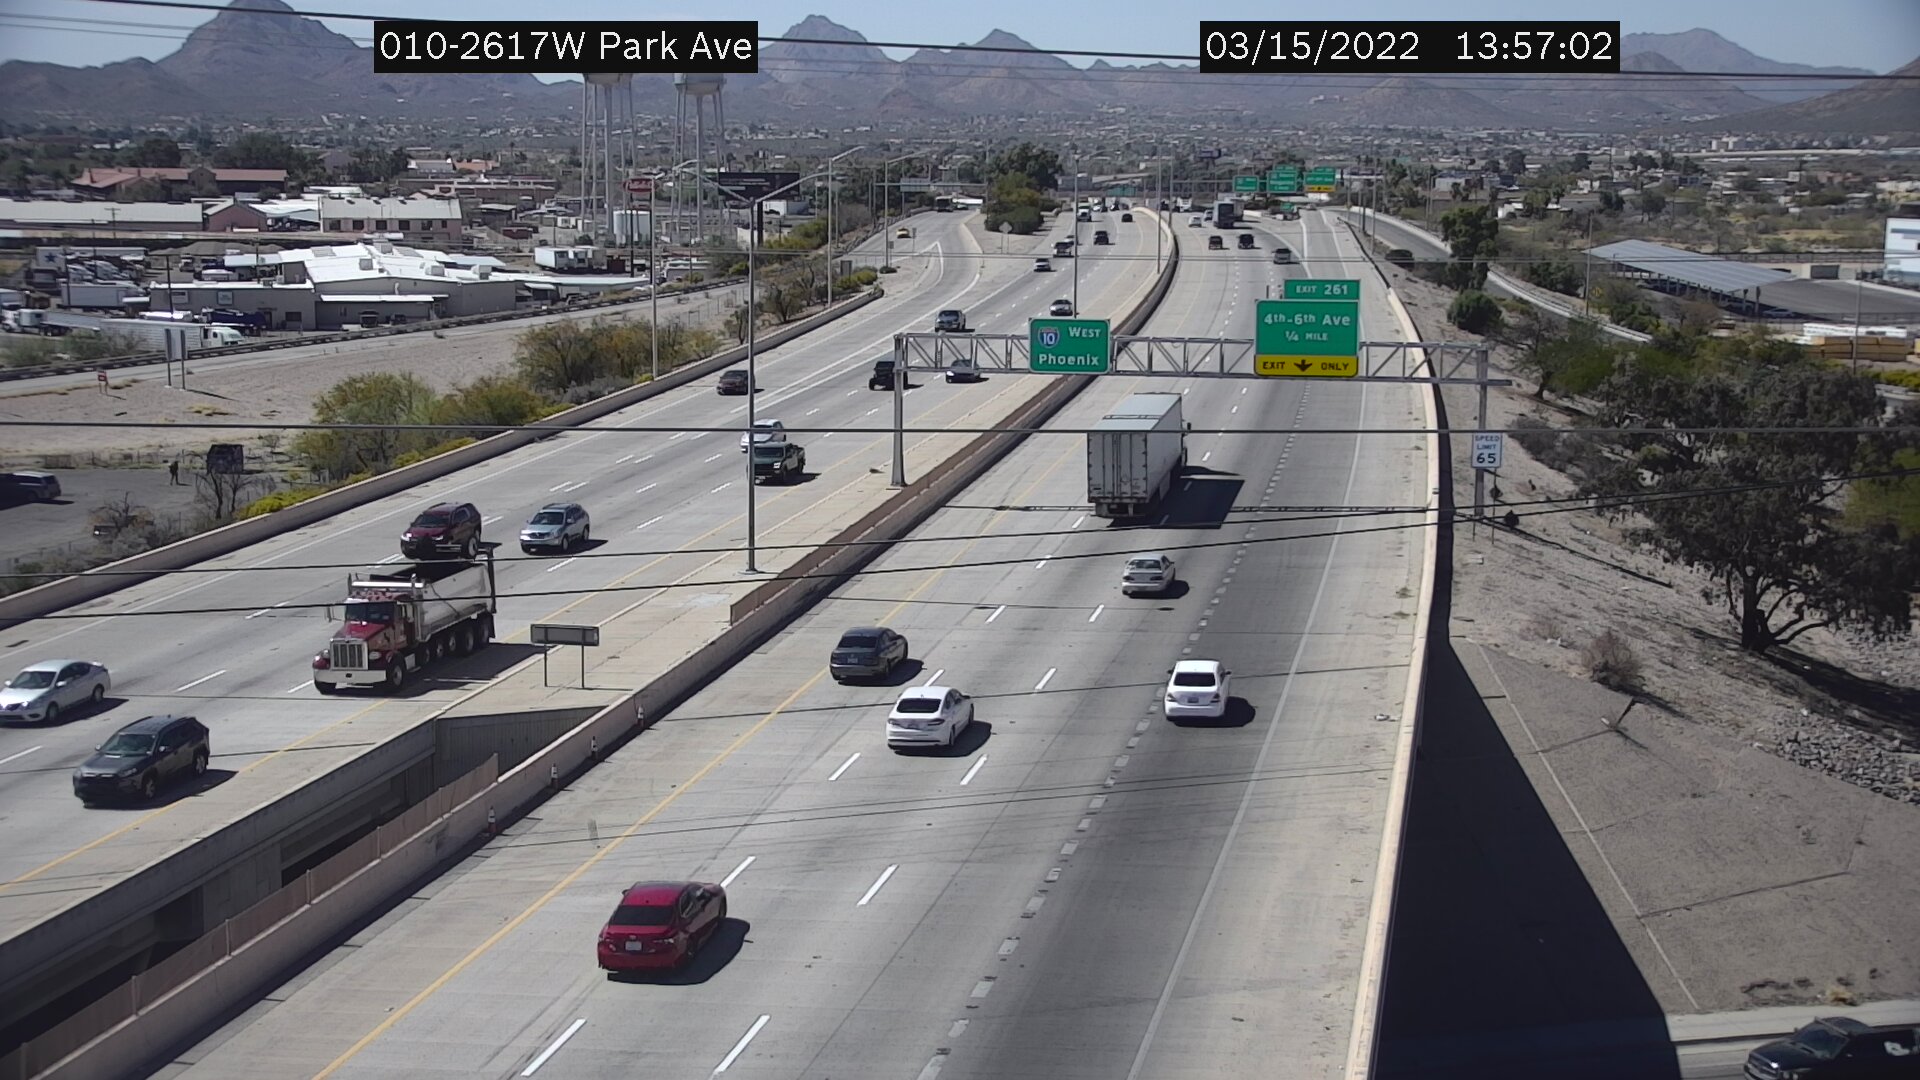 010-2617W Park Ave
03/15/2022 13:57:02
EXIT 261
10 WEST
Phoenix
4th-6th Ave
1/4 MILE
EXIT ONLY
SPEED
LIMIT
65